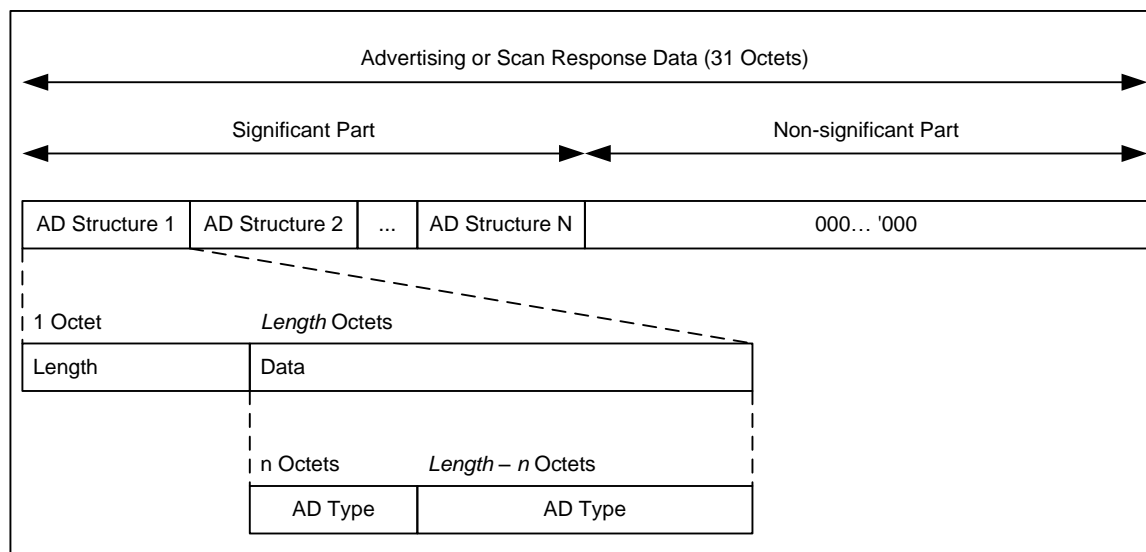 Advertising or Scan Response Data (31 Octets)
Significant Part Non-significant Part
AD Structure 1 AD Structure 2 ... AD Structure N 000... '000
1 Octet Length Octets
Length Data
n Octets Length – n Octets
AD Type AD Type